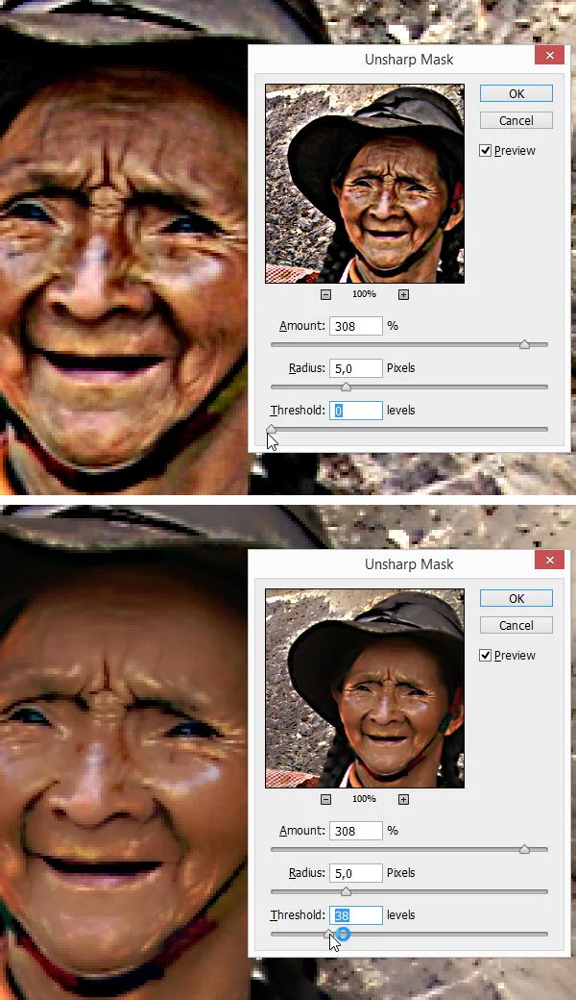 Unsharp Mask
OK
Cancel
Preview
100%
Amount: 308 %
Radius: 5,0 Pixels
Threshold: 0 levels
Unsharp Mask
OK
Cancel
Preview
100%
Amount: 308 %
Radius: 5,0 Pixels
Threshold: 38 levels